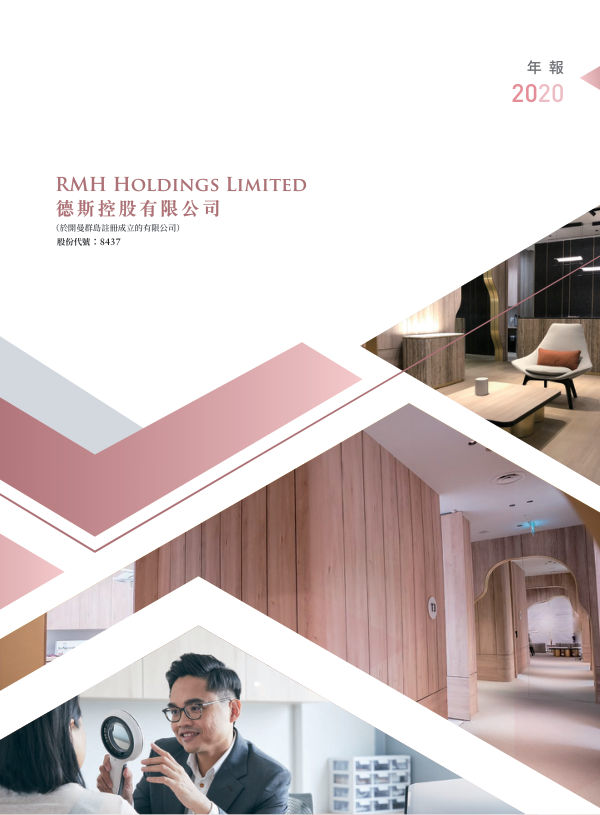 年報
2020
RMH HOLDINGS LIMITED
德斯控股有限公司
（於開曼群島註冊成立的有限公司）
股份代號：8437
11